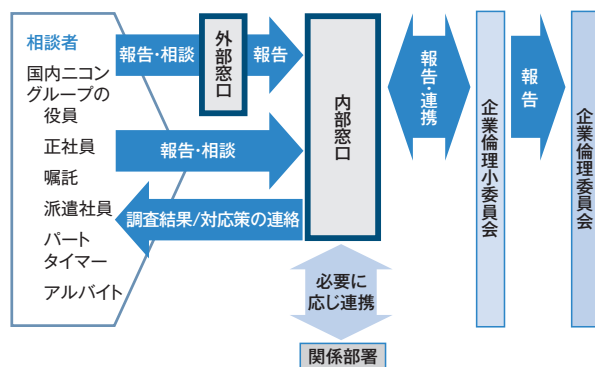 相談者
国内ニコン
グループの
役員
正社員
嘱託
派遣社員
パート
タイマー
アルバイト
報告・相談
外部窓口
報告
報告・相談
調査結果/対応策の連絡
内部窓口
必要に
応じ連携
関係部署
報告・連携
企業倫理小委員会
報告
企業倫理委員会